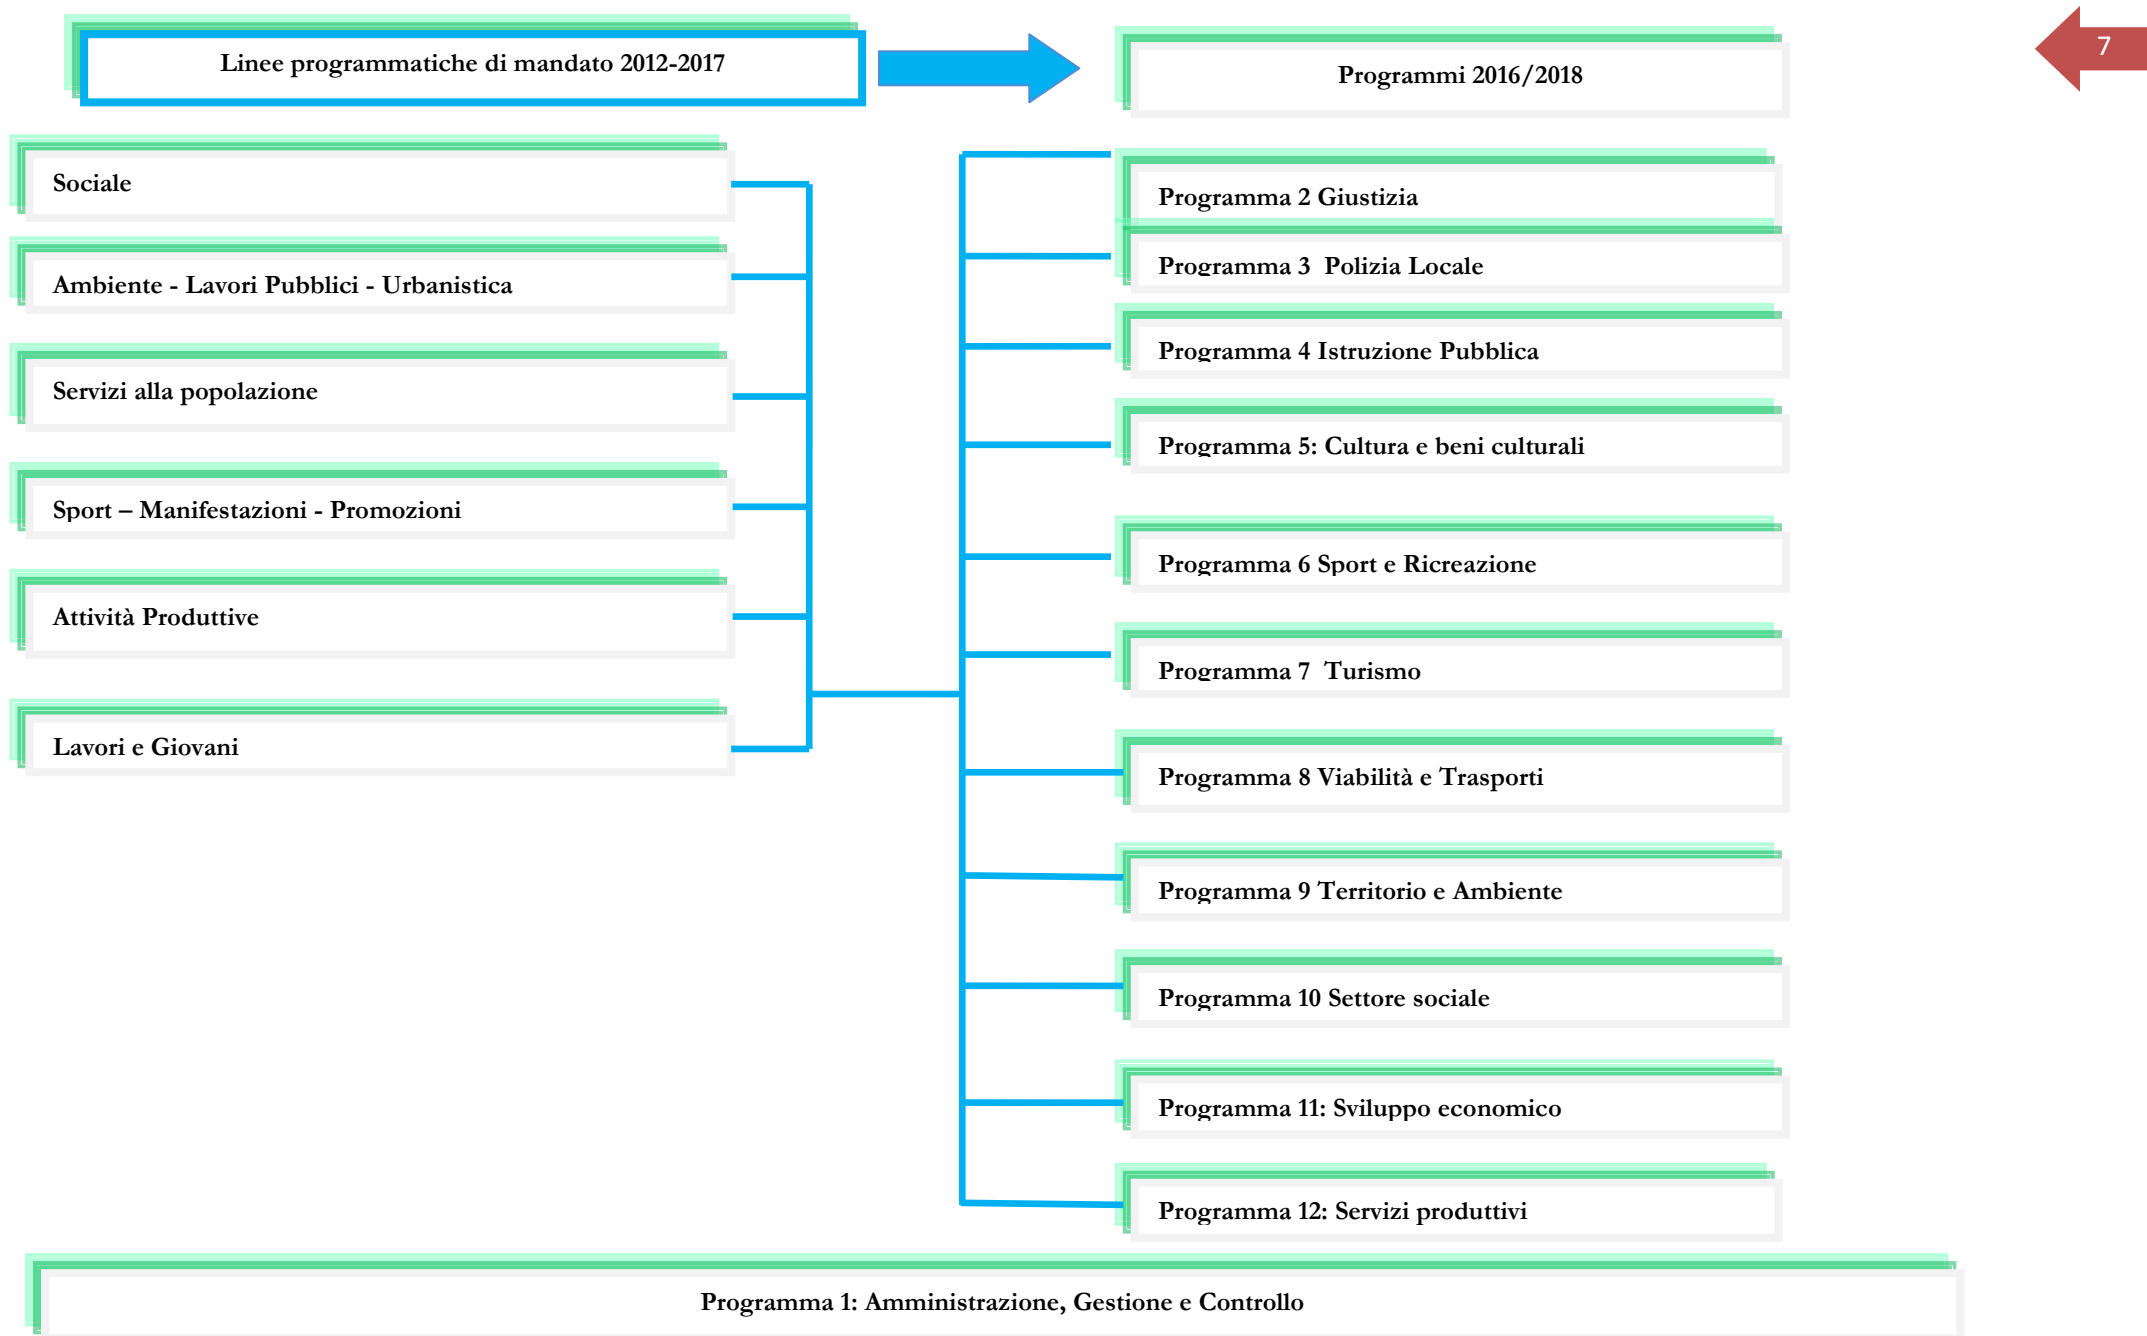 Linee programmatiche di mandato 2012-2017
Programmi 2016/2018
7
Sociale
Ambiente - Lavori Pubblici - Urbanistica
Servizi alla popolazione
Sport – Manifestazioni - Promozioni
Attività Produttive
Lavori e Giovani
Programma 2 Giustizia
Programma 3  Polizia Locale
Programma 4 Istruzione Pubblica
Programma 5: Cultura e beni culturali
Programma 6 Sport e Ricreazione
Programma 7  Turismo
Programma 8 Viabilità e Trasporti
Programma 9 Territorio e Ambiente
Programma 10 Settore sociale
Programma 11: Sviluppo economico
Programma 12: Servizi produttivi
Programma 1: Amministrazione, Gestione e Controllo